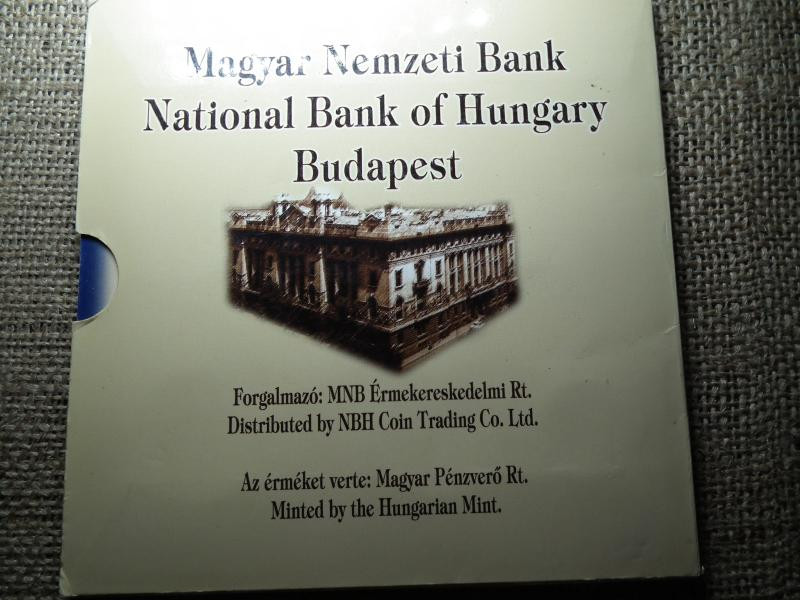 Magyar Nemzeti Bank
National Bank of Hungary
Budapest
Forgalmazó: MNB Érmekereskedelmi Rt.
Distributed by NBH Coin Trading Co. Ltd.
Az érméket verte: Magyar Pénzverő Rt.
Minted by the Hungarian Mint.